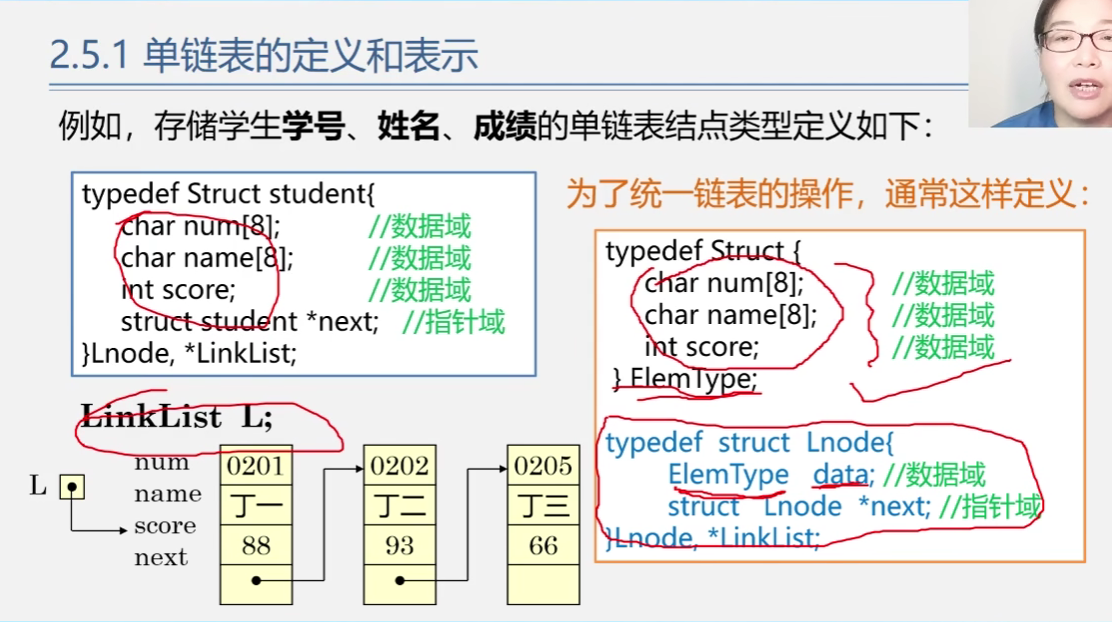 2.5.1 单链表的定义和表示
例如，存储学生学号、姓名、成绩的单链表结点类型定义如下：
typedef Struct student{
char num[8]; //数据域
char name[8]; //数据域
int score; //数据域
struct student *next; //指针域
}Lnode, *LinkList;
为了统一链表的操作，通常这样定义：
typedef Struct {
char num[8]; //数据域
char name[8]; //数据域
int score; //数据域
} ElemType;
typedef struct Lnode{
ElemType data; //数据域
struct Lnode *next; //指针域
}Lnode, *LinkList;
LinkList L;
L
num 0201 0202 0205
name 丁一 丁二 丁三
score 88 93 66
next